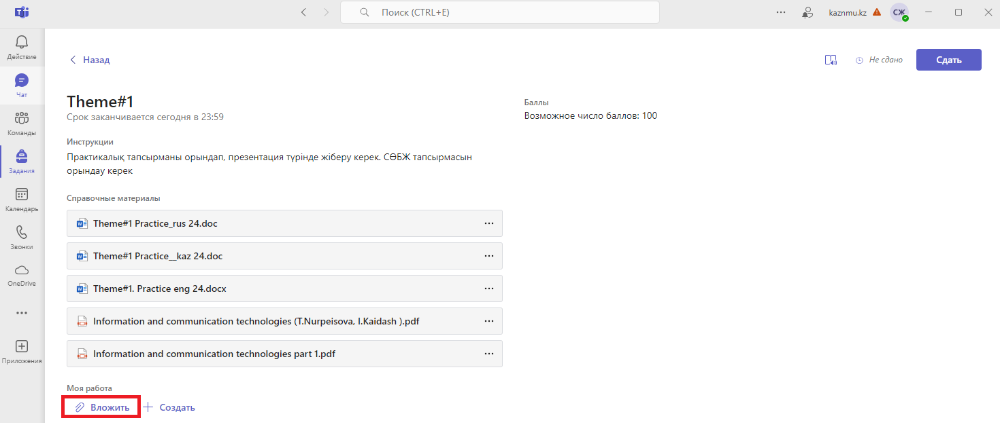 Поиск (CTRL+E)
kaznmu.kz
СЖ
Действие
Чат
Команды
Задания
Календарь
Звонки
OneDrive
Приложения
Назад
Не сдано
Сдать
Theme#1
Срок заканчивается сегодня в 23:59
Баллы
Возможное число баллов: 100
Инструкции
Практикалық тапсырманы орындап, презентация түрінде жіберу керек. СӨБЖ тапсырмасын
орындау керек
Справочные материалы
Theme#1 Practice_rus 24.doc
Theme#1 Practice__kaz 24.doc
Theme#1. Practice eng 24.docx
Information and communication technologies (T.Nurpeisova, I.Kaidash ).pdf
Information and communication technologies part 1.pdf
Моя работа
Вложить
Создать